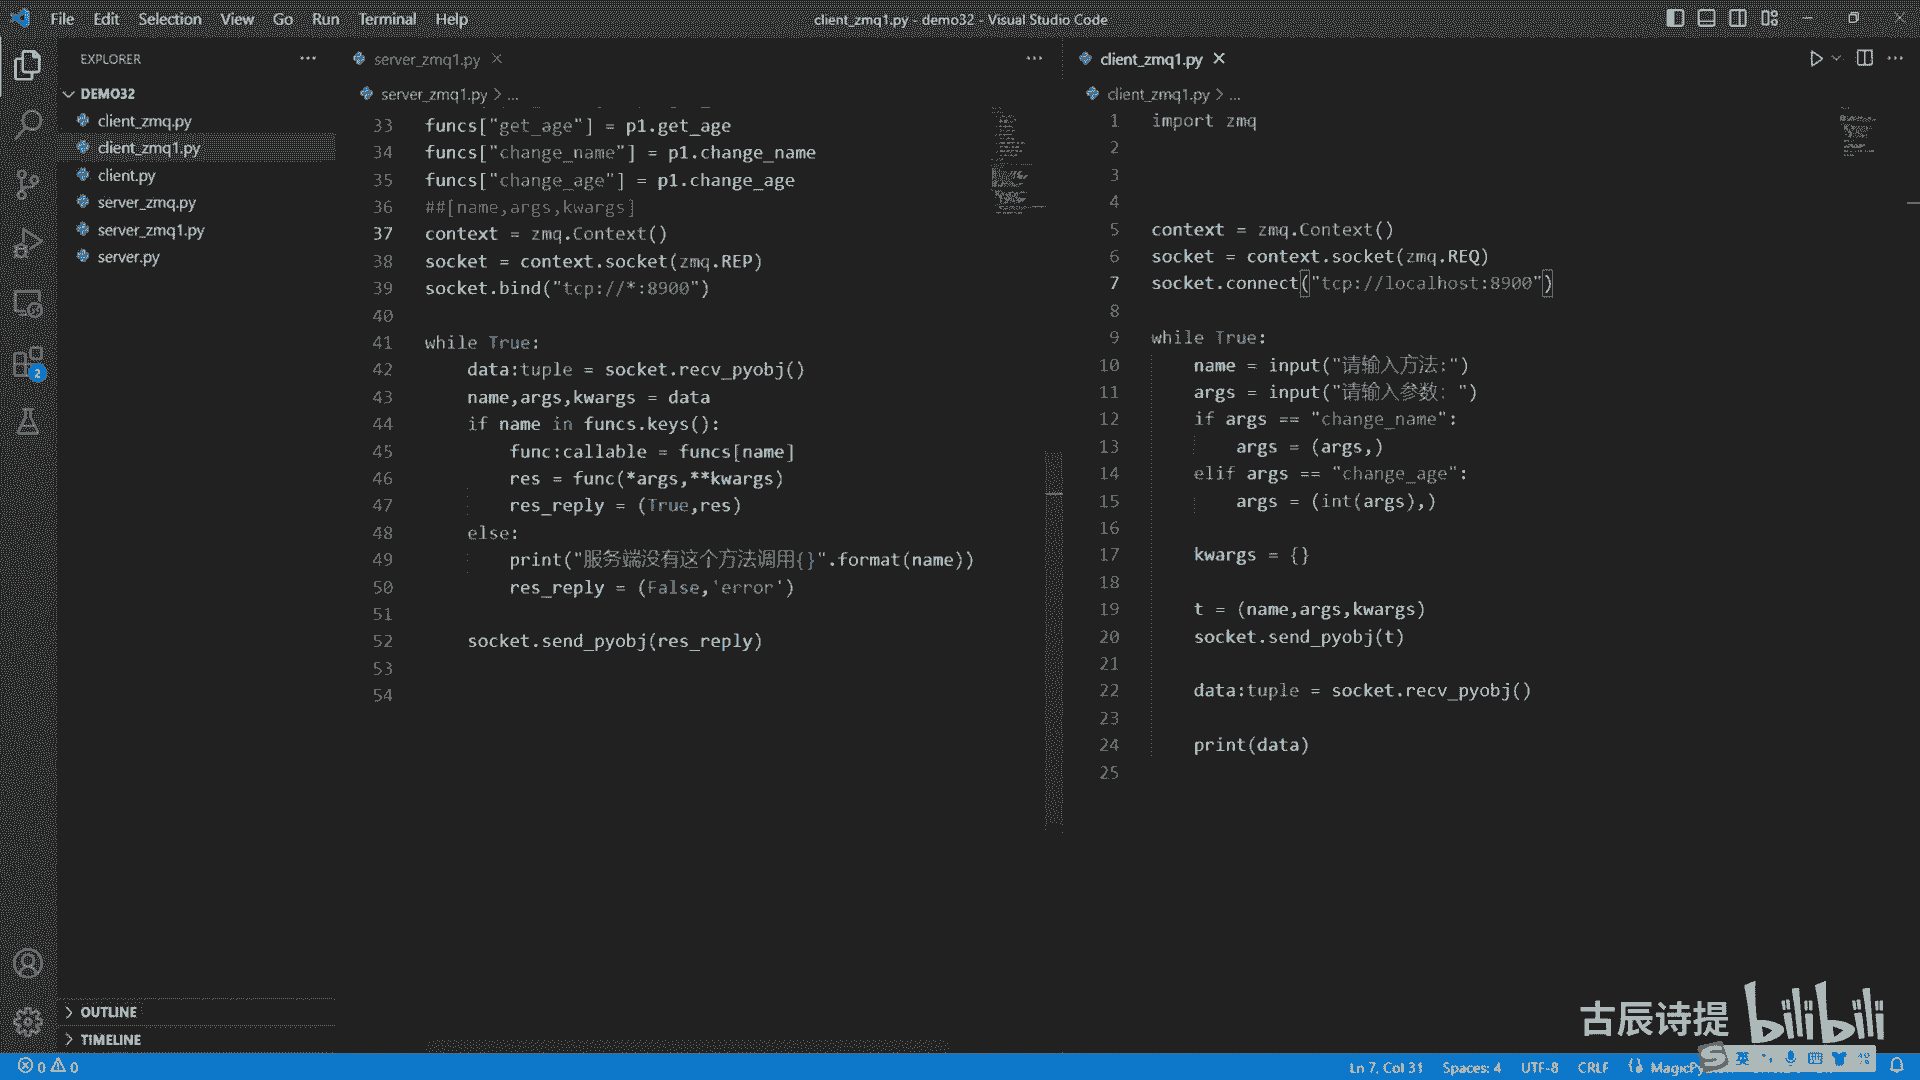 File Edit Selection View Go Run Terminal Help
client_zmq1.py - demo32 - Visual Studio Code
EXPLORER
DEMO32
client_zmq.py
client_zmq1.py
client.py
server_zmq.py
server_zmq1.py
server.py
OUTLINE
TIMELINE
2
server_zmq1.py
server_zmq1.py > ...
33 funcs["get_age"] = p1.get_age
34 funcs["change_name"] = p1.change_name
35 funcs["change_age"] = p1.change_age
36 ##[name,args,kwargs]
37 context = zmq.Context()
38 socket = context.socket(zmq.REP)
39 socket.bind("tcp://*:8900")
40
41 while True:
42 data:tuple = socket.recv_pyobj()
43 name,args,kwargs = data
44 if name in funcs.keys():
45 func:callable = funcs[name]
46 res = func(*args,**kwargs)
47 res_reply = (True,res)
48 else:
49 print("服务端没有这个方法调用{}".format(name))
50 res_reply = (False,'error')
51
52 socket.send_pyobj(res_reply)
53
54
client_zmq1.py
client_zmq1.py > ...
1 import zmq
2
3
4
5 context = zmq.Context()
6 socket = context.socket(zmq.REQ)
7 socket.connect("tcp://localhost:8900")
8
9 while True:
10 name = input("请输入方法:")
11 args = input("请输入参数: ")
12 if args == "change_name":
13 args = (args,)
14 elif args == "change_age":
15 args = (int(args),)
16
17 kwargs = {}
18
19 t = (name,args,kwargs)
20 socket.send_pyobj(t)
21
22 data:tuple = socket.recv_pyobj()
23
24 print(data)
25
古辰诗提 bilibili
0 0
Ln 7, Col 31 Spaces: 4 UTF-8 CRLF
英